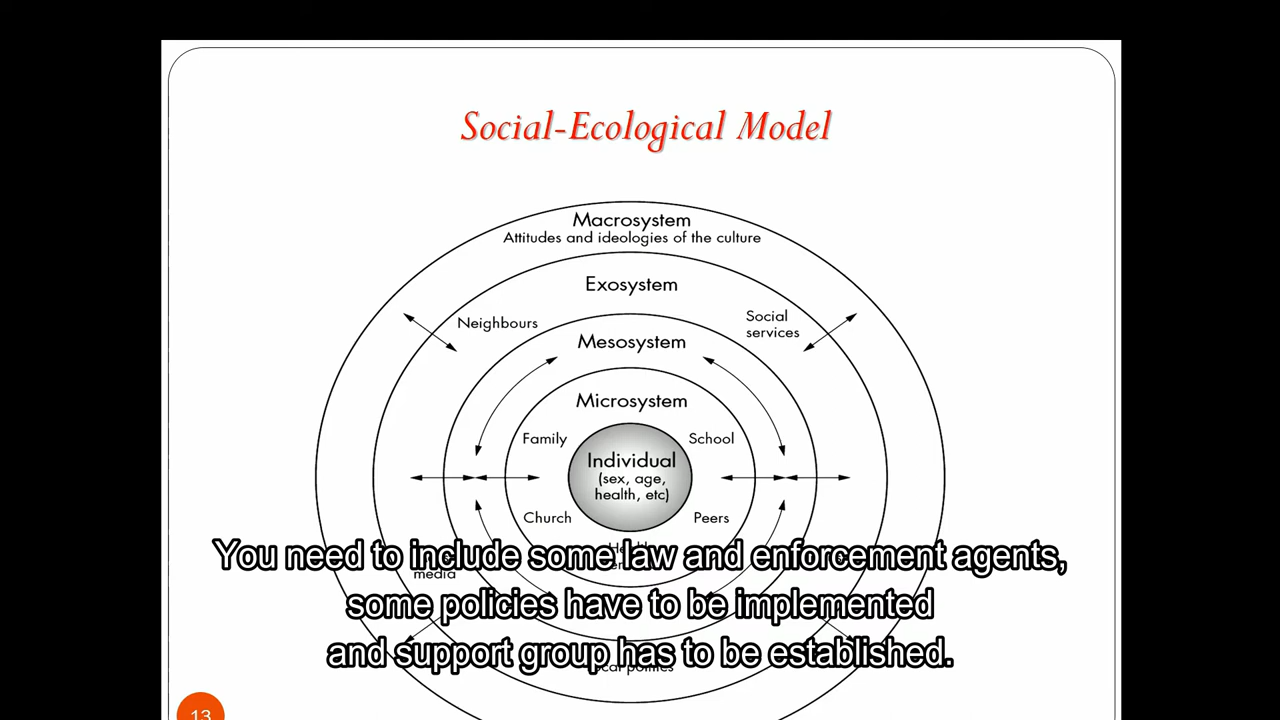 Social-Ecological Model
Macrosystem
Attitudes and ideologies of the culture
Exosystem
Neighbours
Social
services
Mesosystem
Microsystem
Family
School
Individual
(sex, age,
health, etc)
Church
Peers
You need to include some law and enforcement agents,
media
some policies have to be implemented
and support group has to be established.
13